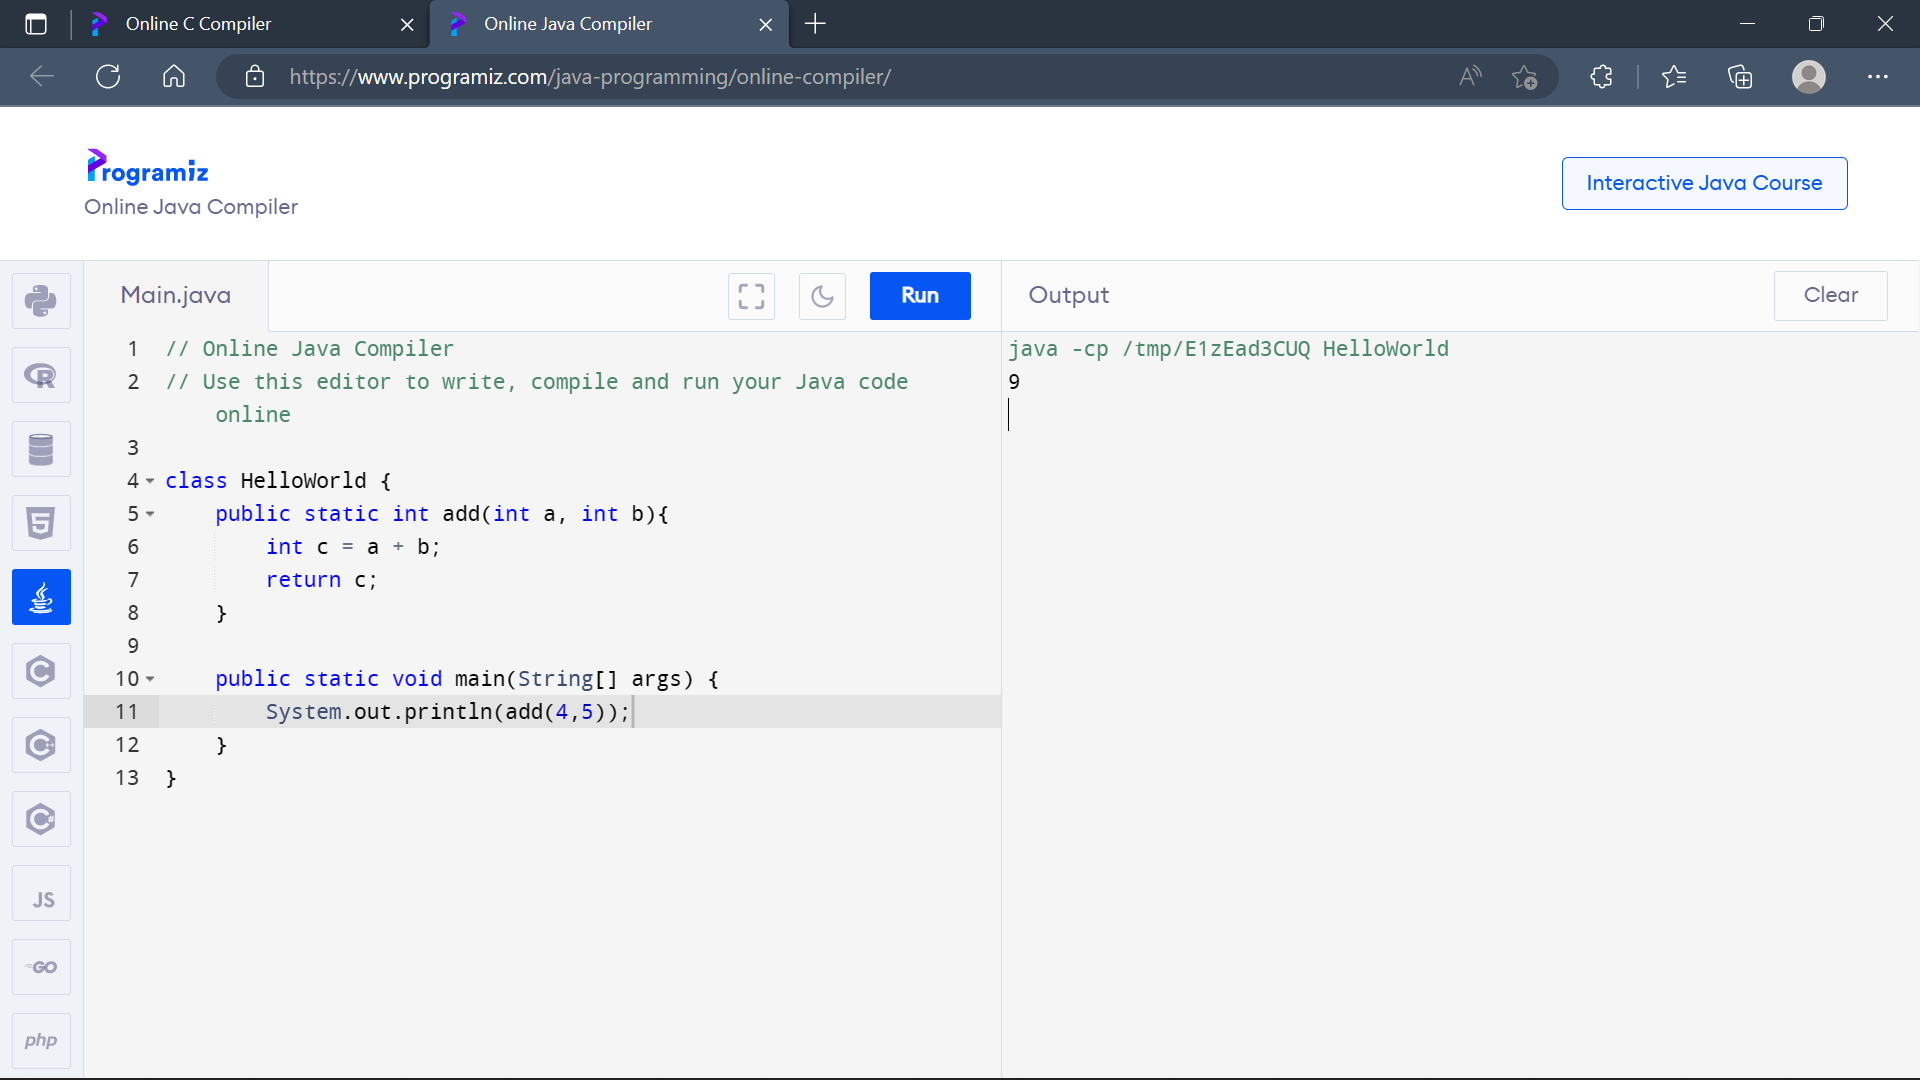 Online C Compiler
Online Java Compiler
https://www.programiz.com/java-programming/online-compiler/
Programiz
Online Java Compiler
Interactive Java Course
Main.java
Run
Output
Clear
1 // Online Java Compiler
2 // Use this editor to write, compile and run your Java code
online
3
4 class HelloWorld {
5 public static int add(int a, int b){
6 int c = a + b;
7 return c;
8 }
9
10 public static void main(String[] args) {
11 System.out.println(add(4,5));
12 }
13 }
java -cp /tmp/E1zEad3CUQ HelloWorld
9
R
5
C
C+
C#
JS
GO
php